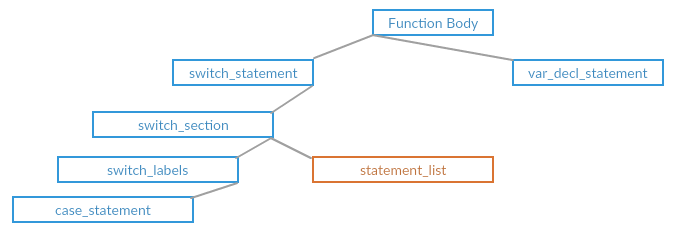 Function Body
switch_statement
var_decl_statement
switch_section
switch_labels
statement_list
case_statement